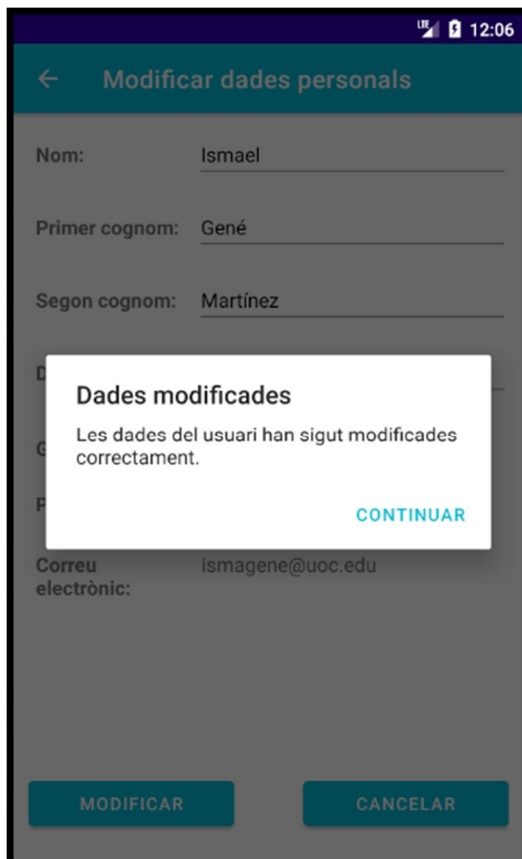 LTE 12:06
Modificar dades personals
Nom: Ismael
Primer cognom: Gené
Segon cognom: Martínez
D
Dades modificades
Les dades del usuari han sigut modificades
correctament.
G
P
CONTINUAR
Correu ismagene@uoc.edu
electrònic:
MODIFICAR CANCELAR